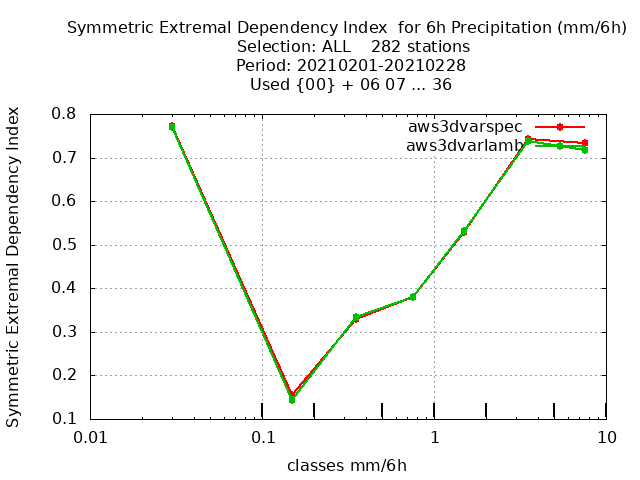 Symmetric Extremal Dependency Index  for 6h Precipitation (mm/6h)
Selection: ALL    282 stations
Period: 20210201-20210228
Used {00} + 06 07 ... 36
Symmetric Extremal Dependency Index
0.8
0.7
0.6
0.5
0.4
0.3
0.2
0.1
aws3dvarspec
aws3dvarlamb
0.01 0.1 1 10
classes mm/6h